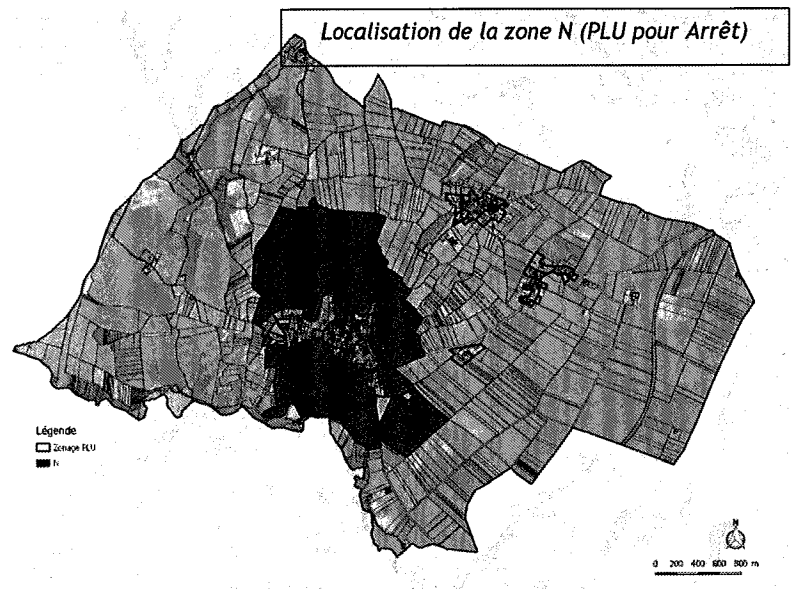 Localisation de la zone N (PLU pour Arrêt)
Légende
Zonage PLU
N
N
0 200 400 600 800 m